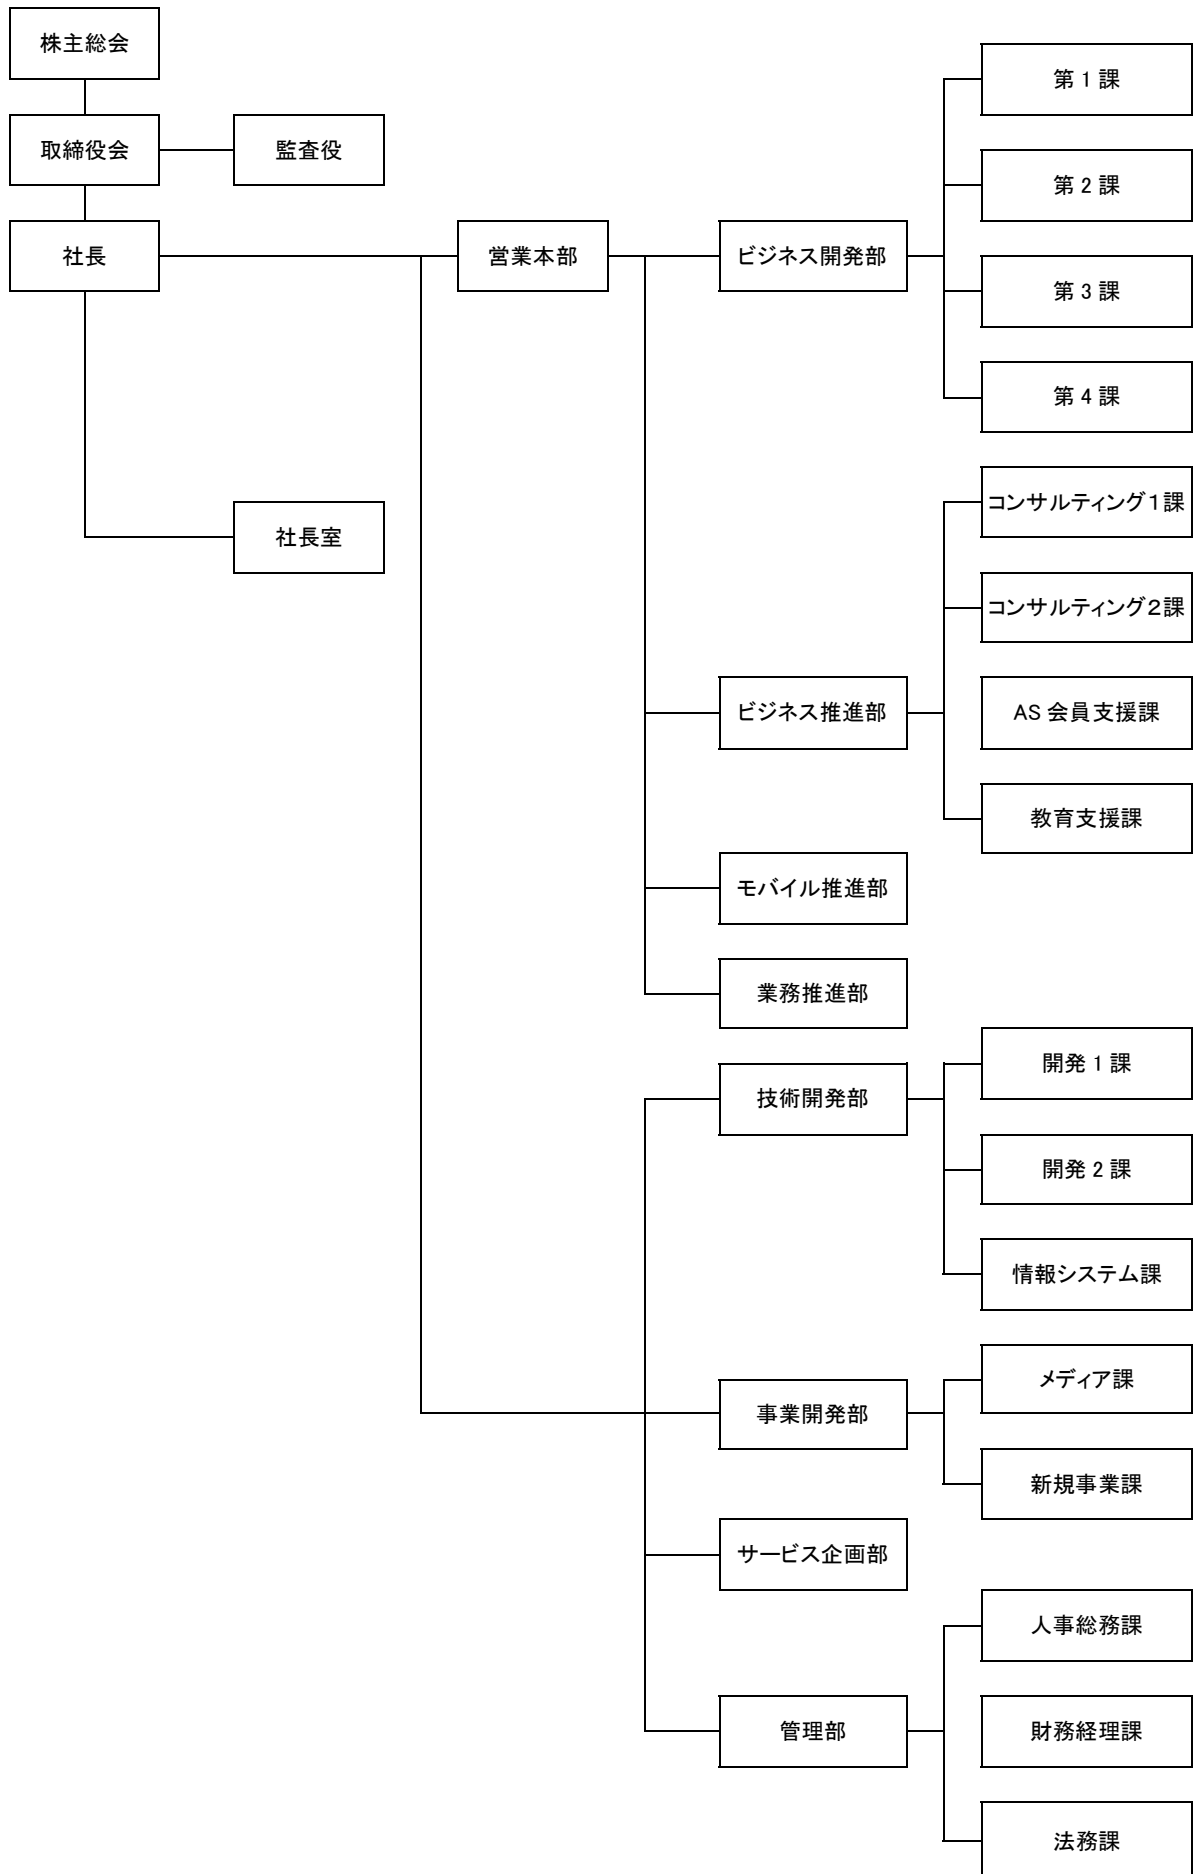 株主総会
取締役会
監査役
社長
社長室
営業本部
ビジネス開発部
第 1 課
第 2 課
第 3 課
第 4 課
ビジネス推進部
コンサルティング1課
コンサルティング2課
AS 会員支援課
教育支援課
モバイル推進部
業務推進部
技術開発部
開発 1 課
開発 2 課
情報システム課
事業開発部
メディア課
新規事業課
サービス企画部
管理部
人事総務課
財務経理課
法務課